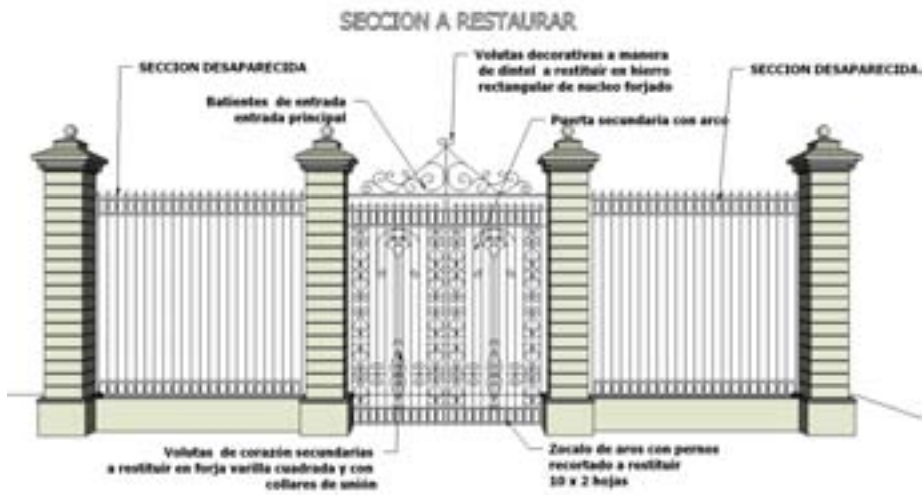 SECCION A RESTAURAR
SECCION DESAPARECIDA
Volutas decorativas a manera
de dintel a restituir en hierro
rectangular de nucleo forjado
SECCION DESAPARECIDA.
Batientes de entrada
entrada principal
Puerta secundaria con arco
Volutas de corazón secundarias
a restituir en forja varilla cuadrada y con
collares de unión
Zocalo de aros con pernos
recortado a restituir
10 x 2 hojas